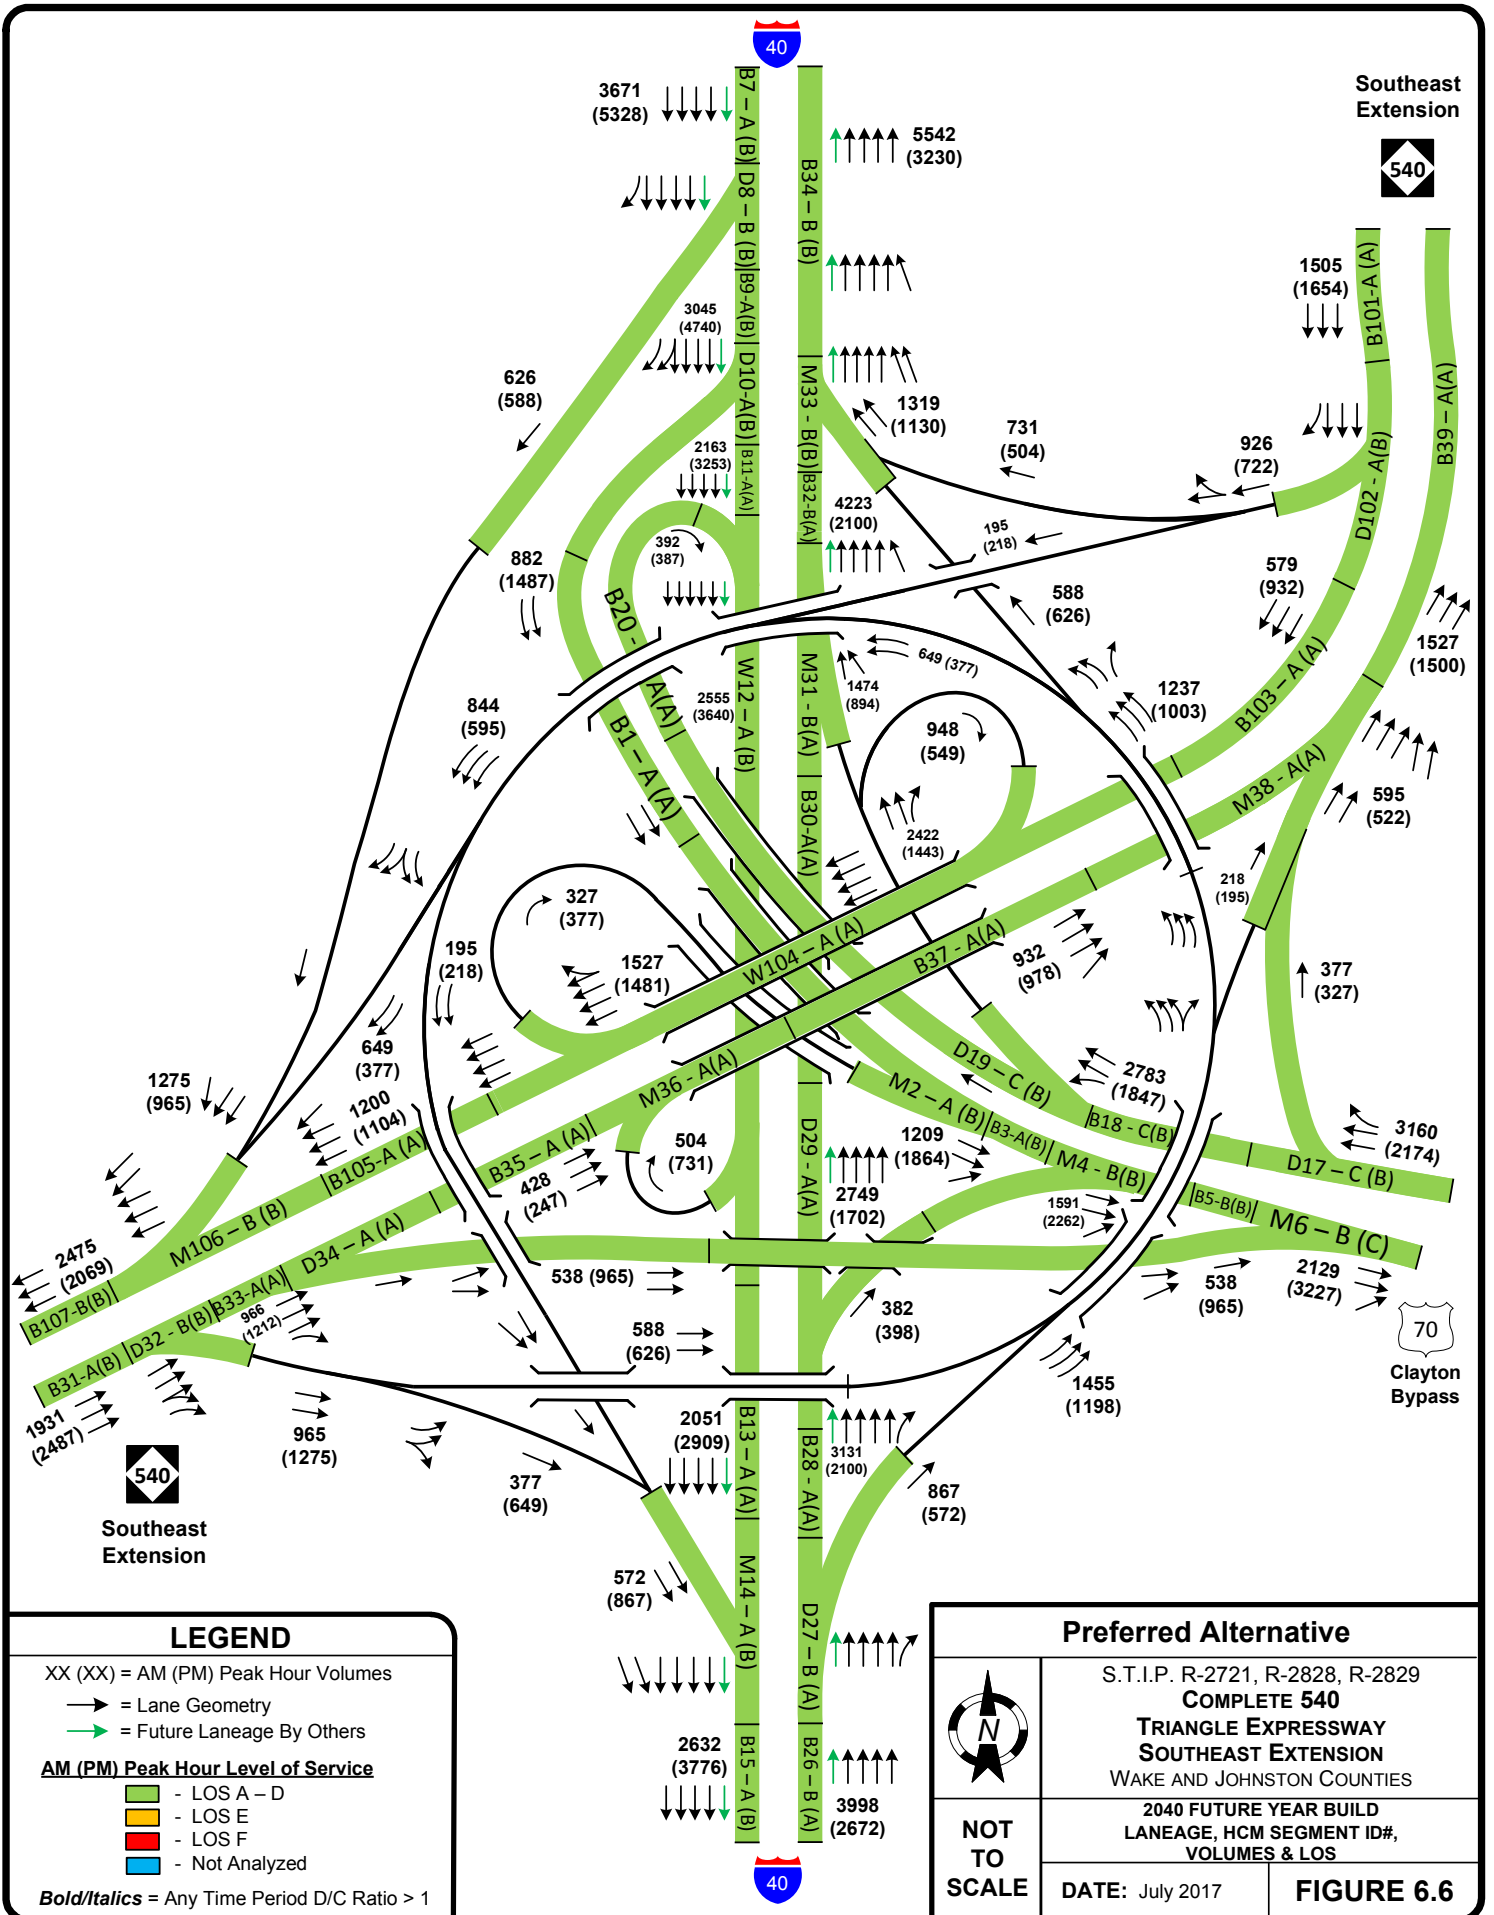 40
Southeast
Extension
540
3671
(5328)
B7 – A (B)
5542
(3230)
B34 – B (B)
D8 – B (B)
B9-A(B)
1505
(1654)
B101-A (A)
3045
(4740)
D10-A(B)
M33 - B(B)
B39 – A(A)
626
(588)
1319
(1130)
731
(504)
926
(722)
D102 - A(B)
2163
(3253)
B11-A(A)
B32-B(A)
4223
(2100)
392
(387)
195
(218)
882
(1487)
B20 - A(A)
588
(626)
579
(932)
1527
(1500)
649 (377)
M31 - B(A)
W12 – A (B)
1474
(894)
2555
(3640)
844
(595)
B1 – A (A)
948
(549)
1237
(1003)
B103 – A (A)
M38 - A(A)
B30-A(A)
2422
(1443)
595
(522)
218
(195)
327
(377)
W104 – A (A)
B37 - A(A)
195
(218)
1527
(1481)
932
(978)
377
(327)
649
(377)
D19 – C (B)
2783
(1847)
M36 - A(A)
M2 – A (B)
1275
(965)
1200
(1104)
B105-A (A)
B35 – A (A)
504
(731)
D29 - A(A)
1209
(1864)
B3-A(B)
B18 - C(B)
3160
(2174)
M4 - B(B)
D17 – C (B)
428
(247)
2749
(1702)
1591
(2262)
B5-B(B)
M6 – B (C)
M106 – B (B)
D34 – A (A)
2475
(2069)
B107-B(B)
B33-A(A)
966
(1212)
538 (965)
538
(965)
2129
(3227)
382
(398)
D32 - B(B)
B31-A(B)
588
(626)
70
Clayton
Bypass
1931
(2487)
965
(1275)
1455
(1198)
2051
(2909)
B13 – A (A)
B28 - A(A)
3131
(2100)
540
Southeast
Extension
377
(649)
867
(572)
572
(867)
M14 – A (B)
D27 – B (A)
2632
(3776)
B15 – A (B)
B26 – B (A)
3998
(2672)
40
LEGEND
XX (XX) = AM (PM) Peak Hour Volumes
= Lane Geometry
= Future Laneage By Others
AM (PM) Peak Hour Level of Service
- LOS A – D
- LOS E
- LOS F
- Not Analyzed
Bold/Italics = Any Time Period D/C Ratio > 1
Preferred Alternative
N
S.T.I.P. R-2721, R-2828, R-2829
COMPLETE 540
TRIANGLE EXPRESSWAY
SOUTHEAST EXTENSION
WAKE AND JOHNSTON COUNTIES
NOT
TO
SCALE
2040 FUTURE YEAR BUILD
LANEAGE, HCM SEGMENT ID#,
VOLUMES & LOS
DATE: July 2017
FIGURE 6.6